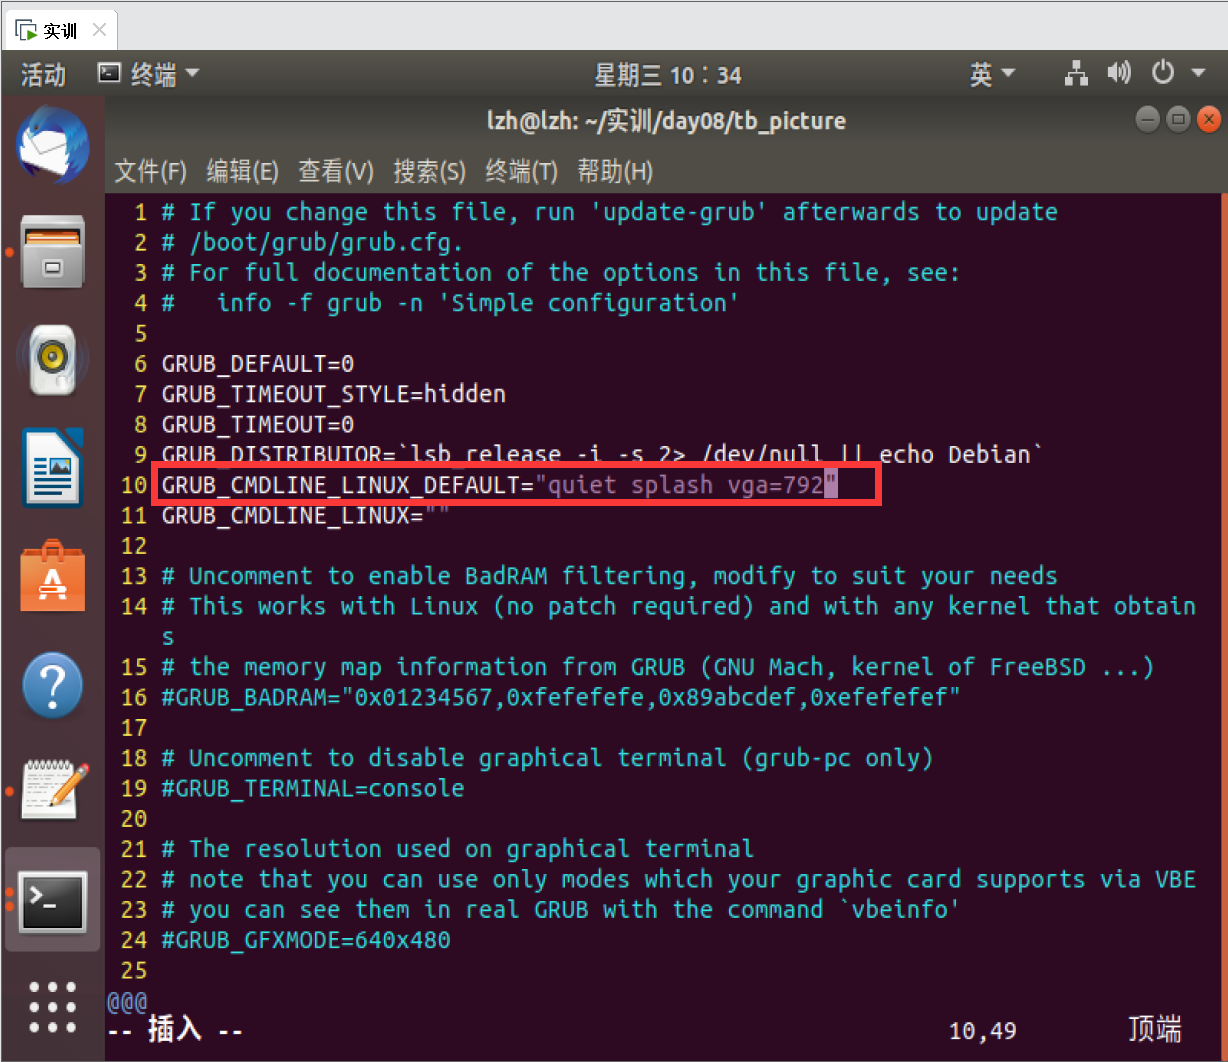 实训
活动 终端 星期三 10：34 英
lzh@lzh: ~/实训/day08/tb_picture
文件(F) 编辑(E) 查看(V) 搜索(S) 终端(T) 帮助(H)
1 # If you change this file, run 'update-grub' afterwards to update
2 # /boot/grub/grub.cfg.
3 # For full documentation of the options in this file, see:
4 #   info -f grub -n 'Simple configuration'
5
6 GRUB_DEFAULT=0
7 GRUB_TIMEOUT_STYLE=hidden
8 GRUB_TIMEOUT=0
9 GRUB_DISTRIBUTOR=`lsb_release -i -s 2> /dev/null || echo Debian`
10 GRUB_CMDLINE_LINUX_DEFAULT="quiet splash vga=792"
11 GRUB_CMDLINE_LINUX=""
12
13 # Uncomment to enable BadRAM filtering, modify to suit your needs
14 # This works with Linux (no patch required) and with any kernel that obtain
s
15 # the memory map information from GRUB (GNU Mach, kernel of FreeBSD ...)
16 #GRUB_BADRAM="0x01234567,0xfefefefe,0x89abcdef,0xefefefef"
17
18 # Uncomment to disable graphical terminal (grub-pc only)
19 #GRUB_TERMINAL=console
20
21 # The resolution used on graphical terminal
22 # note that you can use only modes which your graphic card supports via VBE
23 # you can see them in real GRUB with the command `vbeinfo'
24 #GRUB_GFXMODE=640x480
25
@@@
-- 插入 -- 10,49 顶端